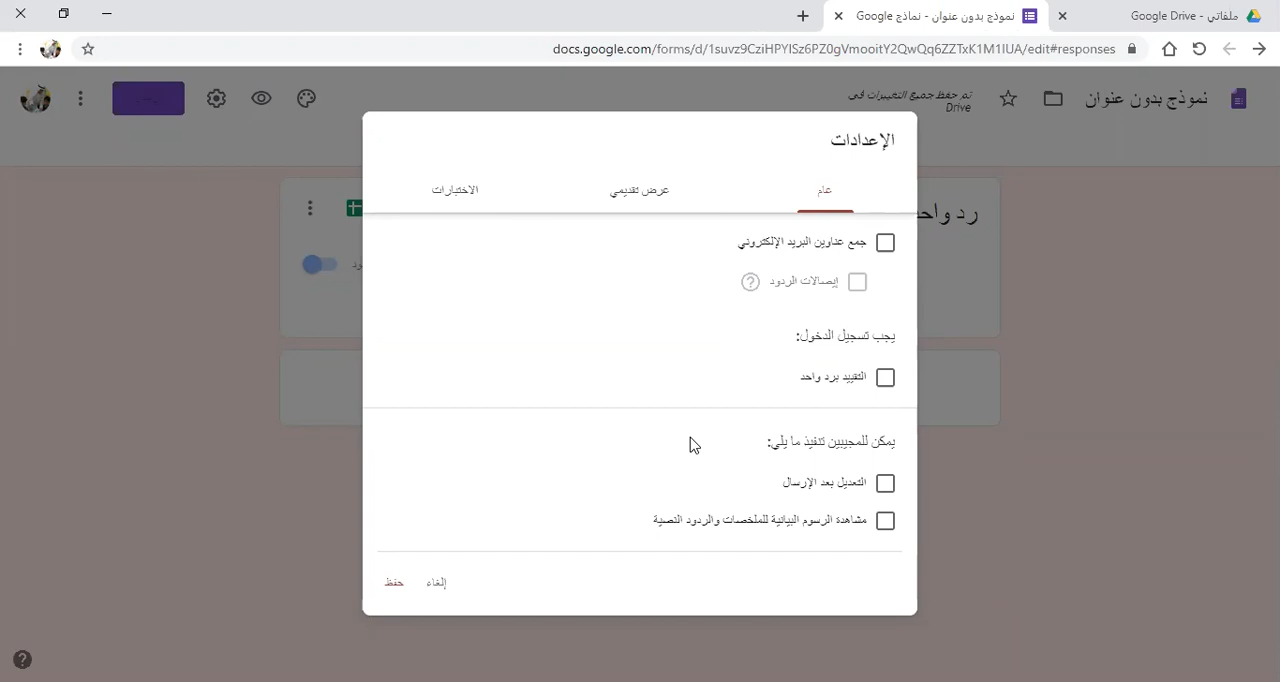 ملفاتي - Google Drive
نموذج بدون عنوان - نماذج Google
docs.google.com/forms/d/1suvz9CziHPYISz6PZ0gVmooitY2QwQq6ZZTxK1M1IUA/edit#responses
نموذج بدون عنوان
تم حفظ جميع التغييرات في
Drive
رد واحد
الإعدادات
عام
عرض تقديمي
الاختبارات
جمع عناوين البريد الإلكتروني
إيصالات الردود
يجب تسجيل الدخول:
التقييد برد واحد
يمكن للمجيبين تنفيذ ما يلي:
التعديل بعد الإرسال
مشاهدة الرسوم البيانية للملخصات والردود النصية
إلغاء
حفظ